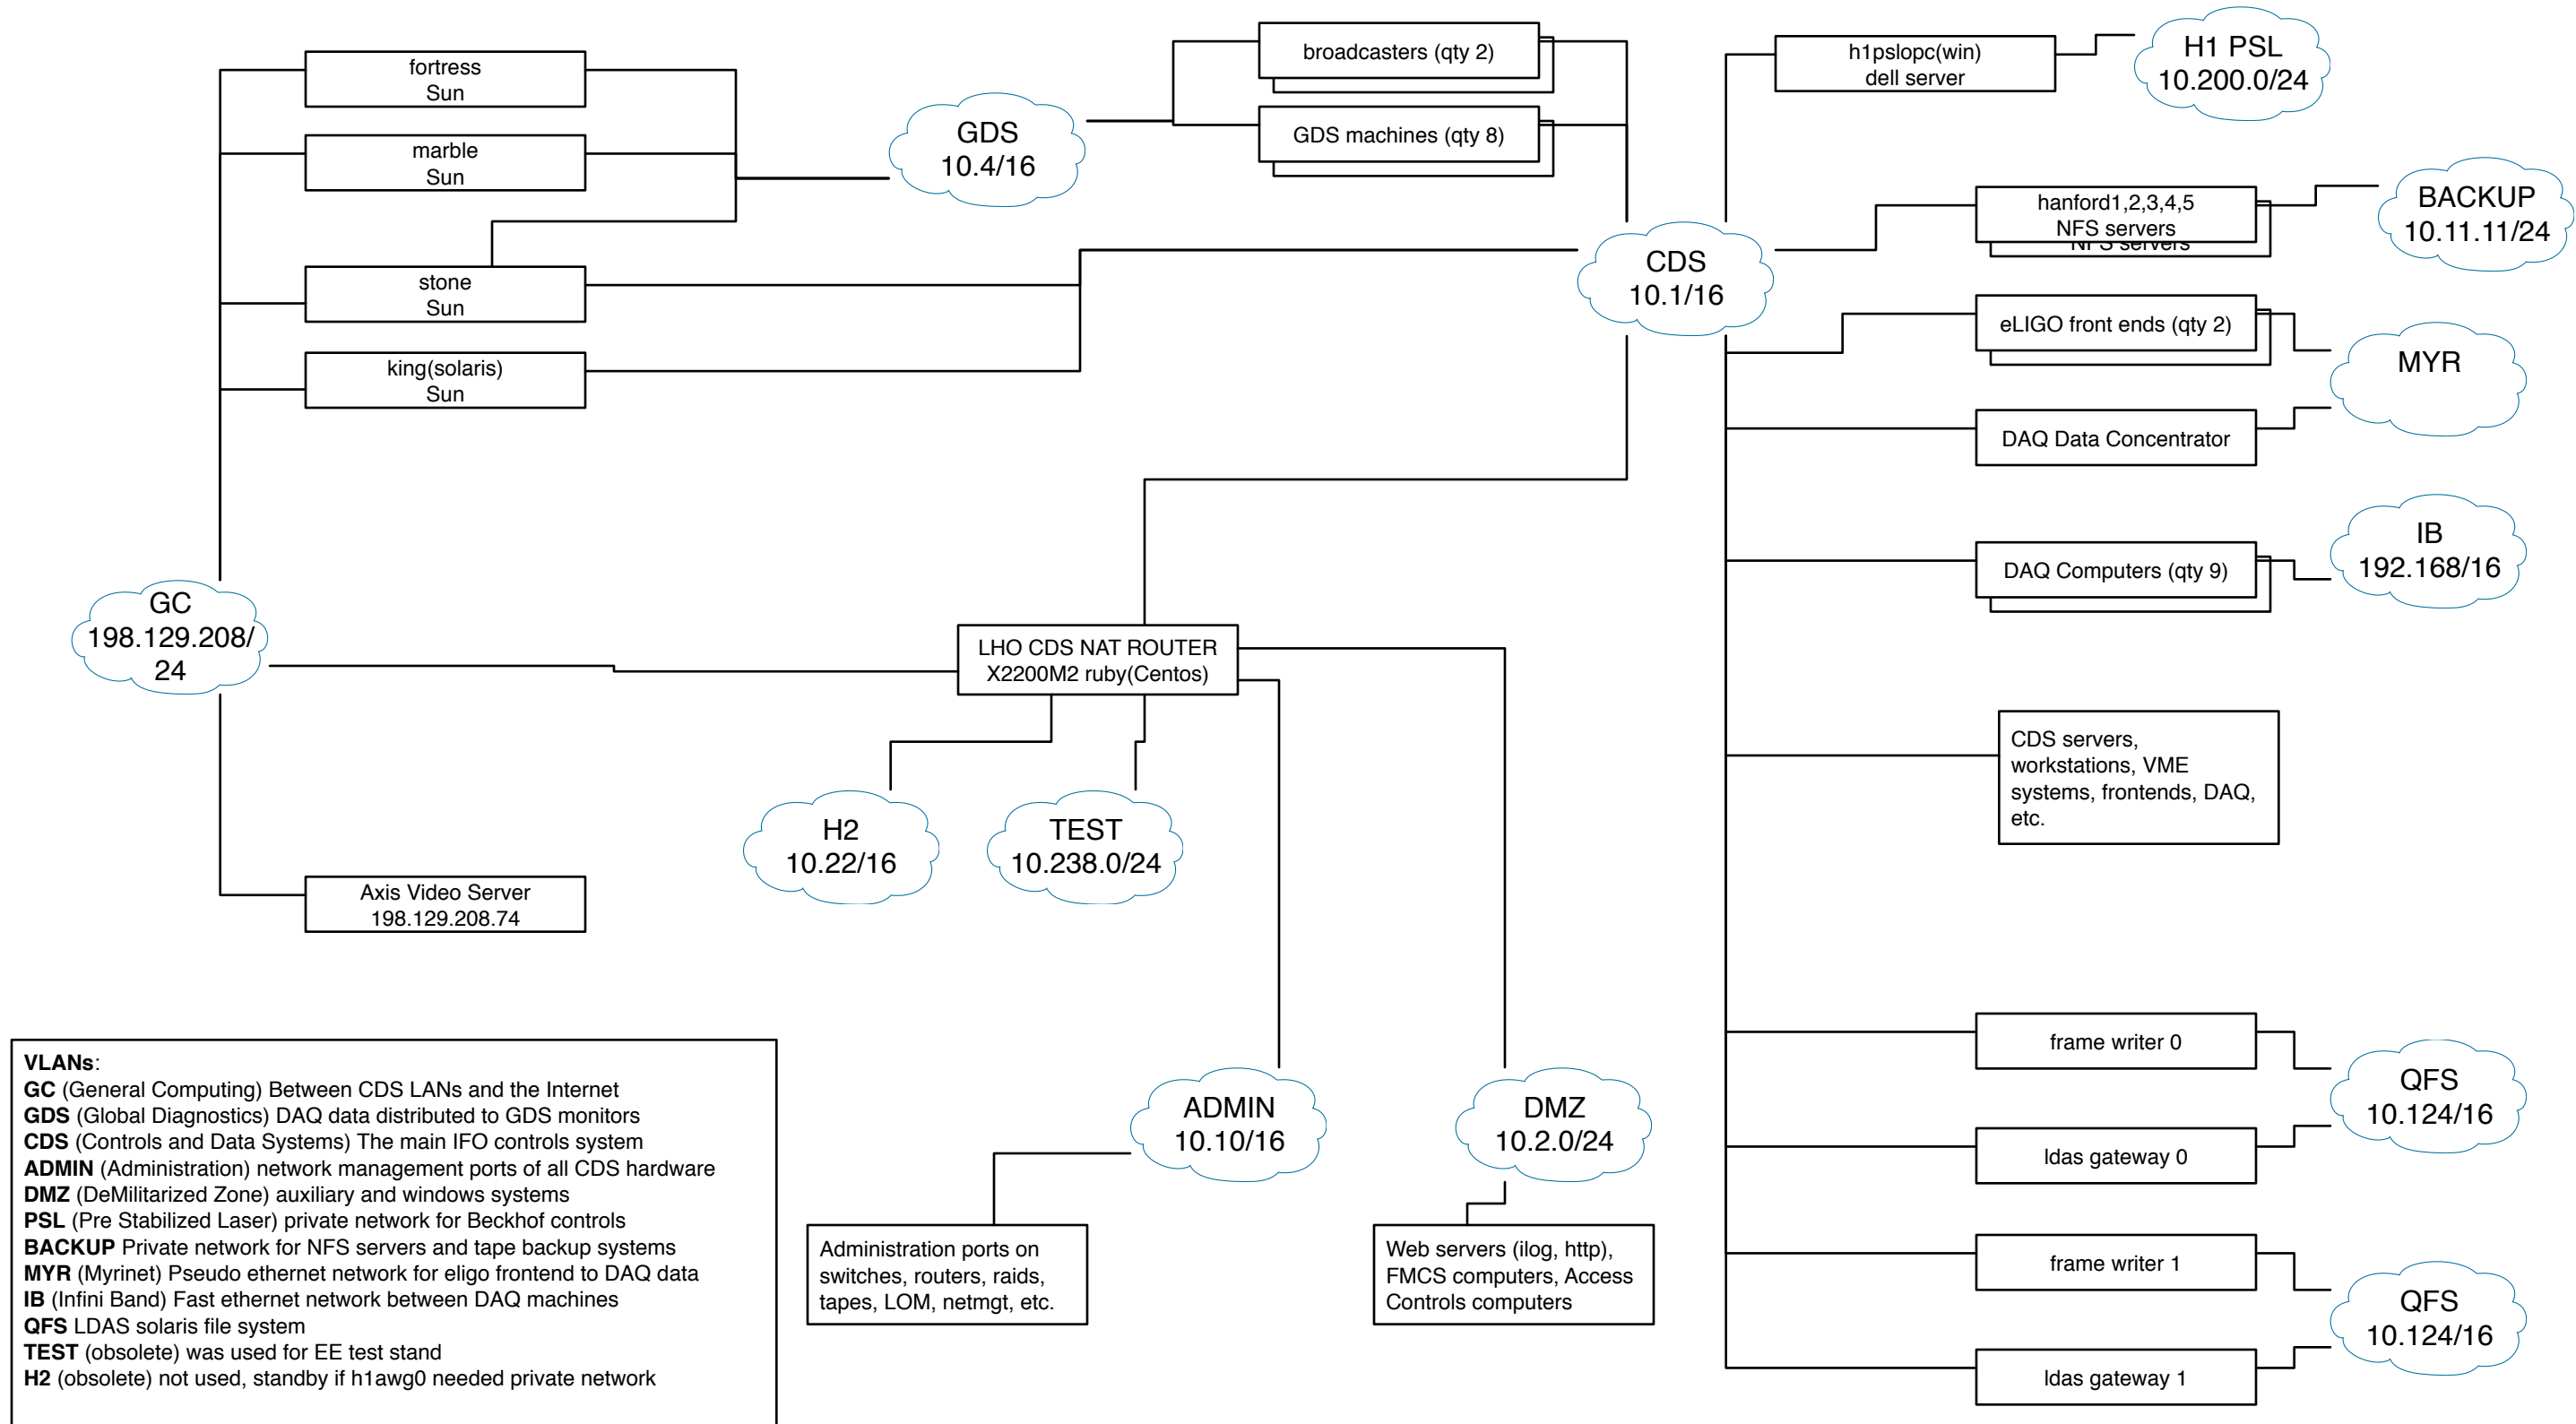 fortress
Sun
marble
Sun
stone
Sun
king(solaris)
Sun
GDS
10.4/16
broadcasters (qty 2)
GDS machines (qty 8)
h1pslopc(win)
dell server
H1 PSL
10.200.0/24
hanford1,2,3,4,5
NFS servers
NFS servers
BACKUP
10.11.11/24
CDS
10.1/16
eLIGO front ends (qty 2)
MYR
DAQ Data Concentrator
DAQ Computers (qty 9)
IB
192.168/16
GC
198.129.208/
24
LHO CDS NAT ROUTER
X2200M2 ruby(Centos)
CDS servers,
workstations, VME
systems, frontends, DAQ,
etc.
H2
10.22/16
TEST
10.238.0/24
Axis Video Server
198.129.208.74
frame writer 0
QFS
10.124/16
ldas gateway 0
frame writer 1
QFS
10.124/16
ldas gateway 1
ADMIN
10.10/16
DMZ
10.2.0/24
Administration ports on
switches, routers, raids,
tapes, LOM, netmgt, etc.
Web servers (ilog, http),
FMCS computers, Access
Controls computers
VLANs:
GC (General Computing) Between CDS LANs and the Internet
GDS (Global Diagnostics) DAQ data distributed to GDS monitors
CDS (Controls and Data Systems) The main IFO controls system
ADMIN (Administration) network management ports of all CDS hardware
DMZ (DeMilitarized Zone) auxiliary and windows systems
PSL (Pre Stabilized Laser) private network for Beckhof controls
BACKUP Private network for NFS servers and tape backup systems
MYR (Myrinet) Pseudo ethernet network for eligo frontend to DAQ data
IB (Infini Band) Fast ethernet network between DAQ machines
QFS LDAS solaris file system
TEST (obsolete) was used for EE test stand
H2 (obsolete) not used, standby if h1awg0 needed private network